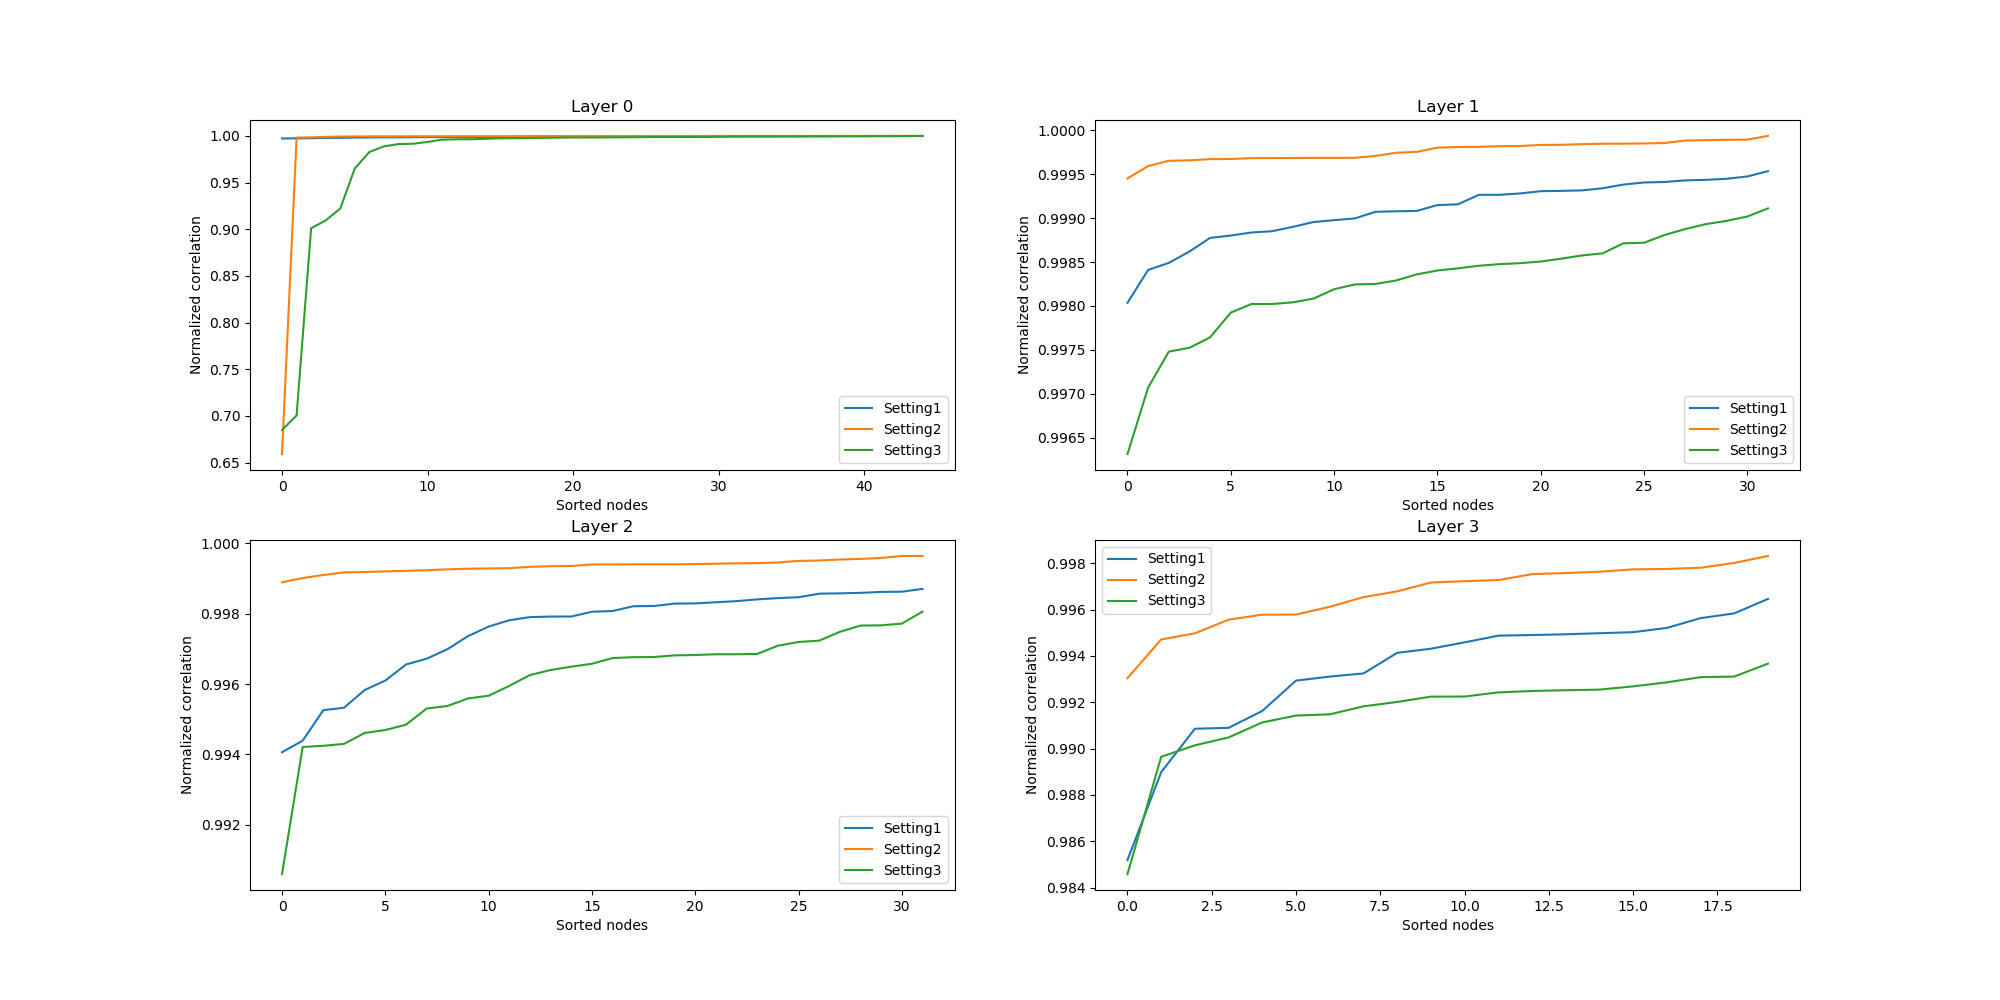 Layer 0
Normalized correlation
1.00
0.95
0.90
0.85
0.80
0.75
0.70
0.65
Setting1
Setting2
Setting3
0 10 20 30 40
Sorted nodes
Layer 1
Normalized correlation
1.0000
0.9995
0.9990
0.9985
0.9980
0.9975
0.9970
0.9965
Setting1
Setting2
Setting3
0 5 10 15 20 25 30
Sorted nodes
Layer 2
Normalized correlation
1.000
0.998
0.996
0.994
0.992
Setting1
Setting2
Setting3
0 5 10 15 20 25 30
Sorted nodes
Layer 3
Normalized correlation
0.998
0.996
0.994
0.992
0.990
0.988
0.986
0.984
Setting1
Setting2
Setting3
0.0 2.5 5.0 7.5 10.0 12.5 15.0 17.5
Sorted nodes